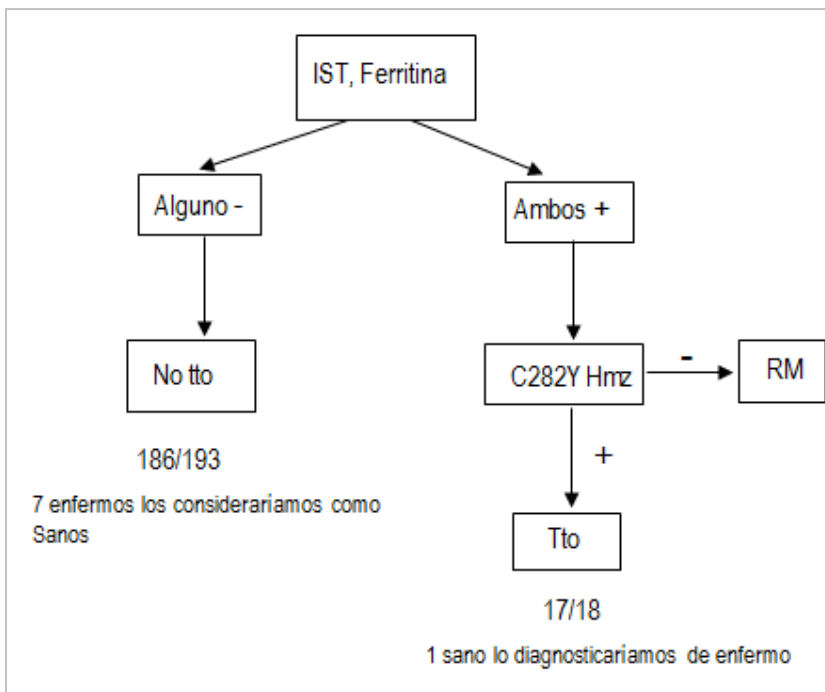 IST, Ferritina
Alguno -
Ambos +
No tto
C282Y Hmz
-
RM
+
186/193
7 enfermos los consideraríamos como
Sanos
Tto
17/18
1 sano lo diagnosticaríamos de enfermo